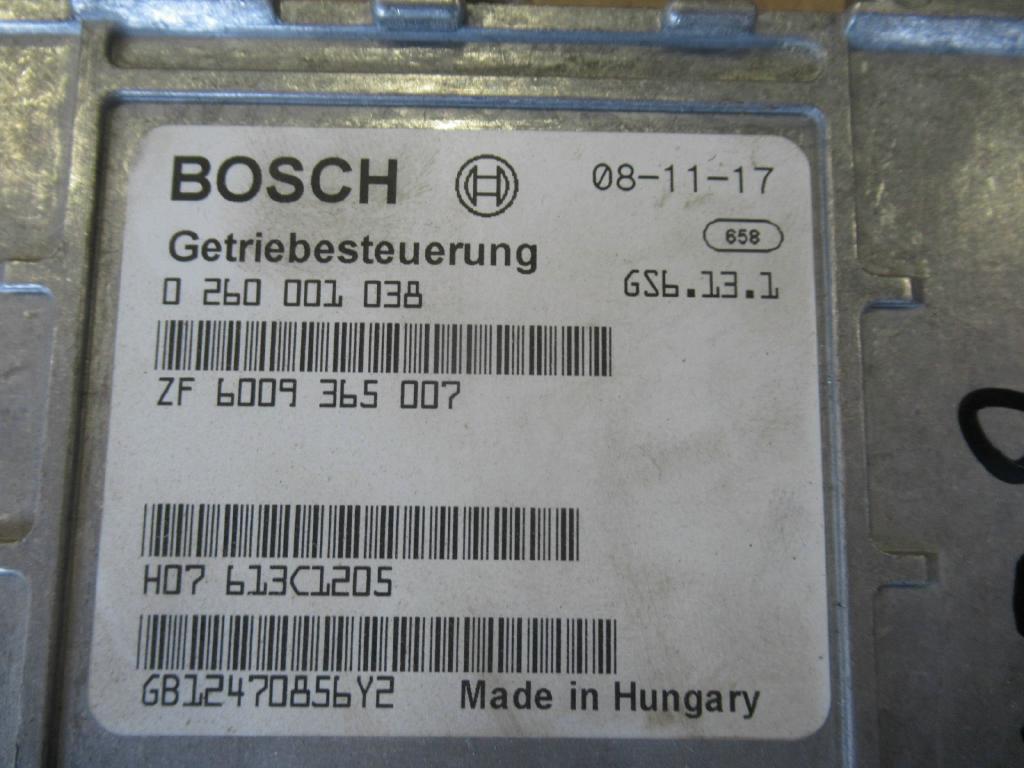 BOSCH 08-11-17
658
Getriebesteuerung
0 260 001 038 GS6.13.1
ZF 6009 365 007
H07 613C1205
GB12470856Y2 Made in Hungary